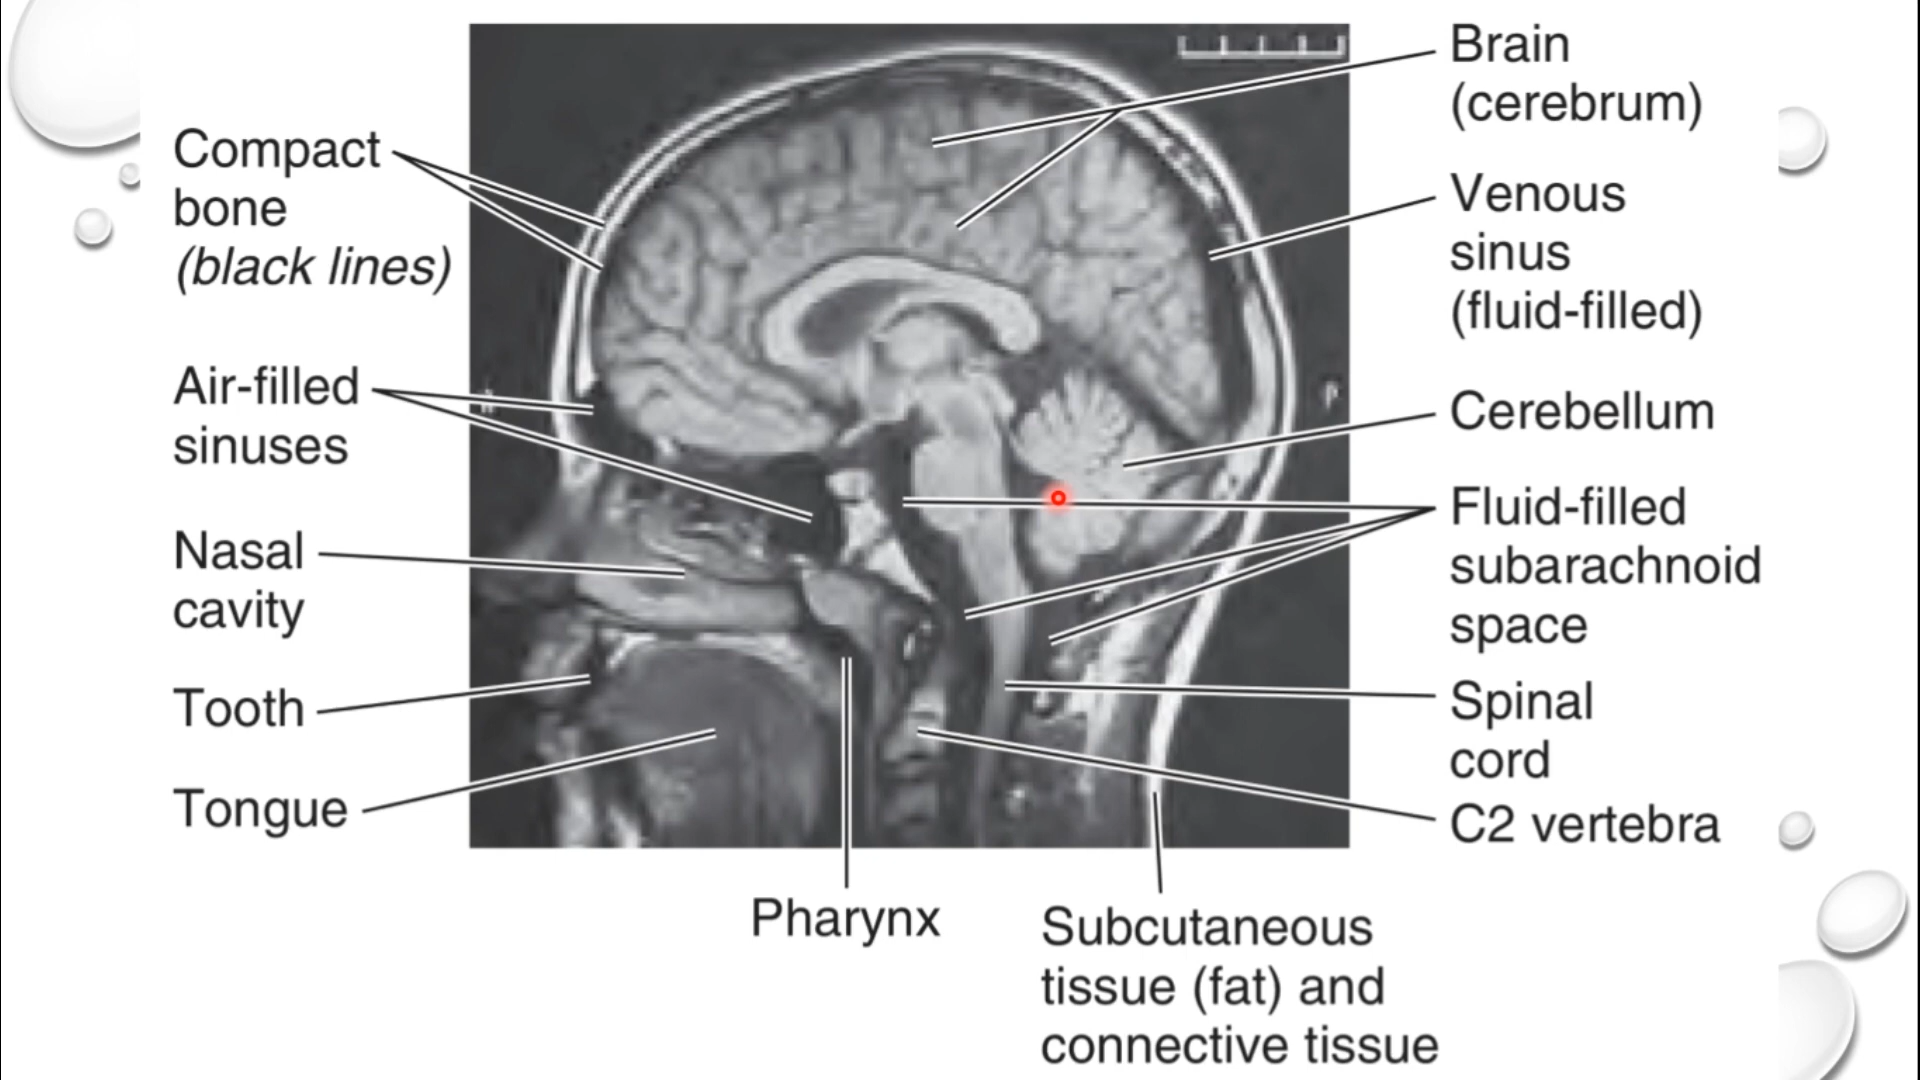 Compact
bone
(black lines)
Air-filled
sinuses
Nasal
cavity
Tooth
Tongue
Pharynx
Subcutaneous
tissue (fat) and
connective tissue
Brain
(cerebrum)
Venous
sinus
(fluid-filled)
Cerebellum
Fluid-filled
subarachnoid
space
Spinal
cord
C2 vertebra
P